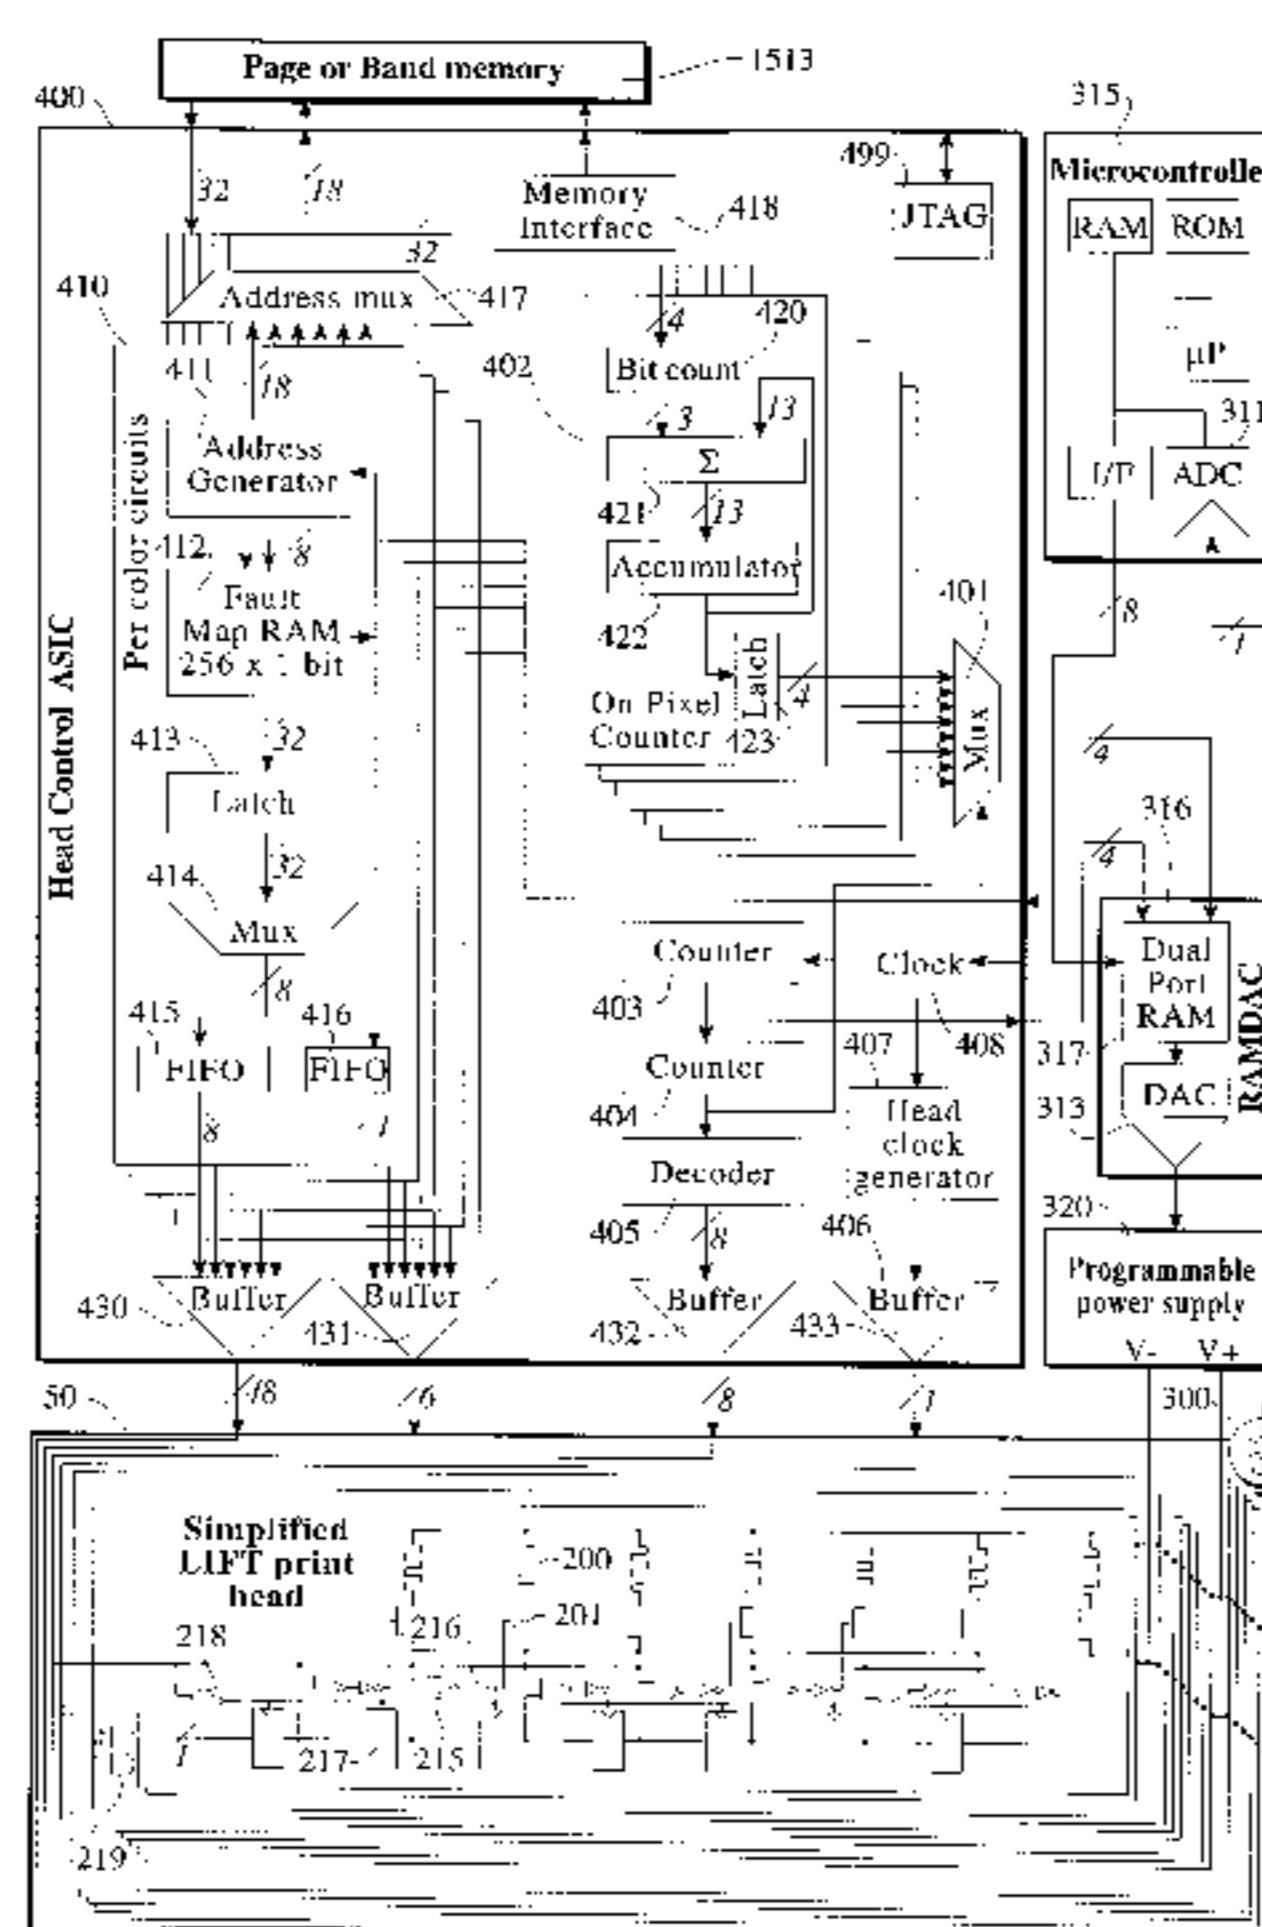 Page or Band memory
1513
400
315
Microcontrolle
32
18
499
JTAG
RAM
ROM
Memory
Interface
418
32
410
Address mux
417
4
420
μP
411
18
402
Bit count
3
13
311
Per color circuits
Address
Generator
Σ
ADC
421
13
412
8
Accumulator
Fault
Map RAM
256 x 1 bit
422
401
8
1
Head Control ASIC
Latch
4
On Pixel
Counter
423
Mux
32
413
Latch
4
316
4
414
32
Mux
Counter
Clock
Dual
Port
RAM
RAMDAC
8
415
416
403
407
408
317
FIFO
FIFO
Counter
DAC
8
1
404
Head
clock
generator
313
Decoder
405
8
406
320
Programmable
power supply
V-
V+
Buffer
Buffer
Buffer
Buffer
430
431
432
433
50
6
8
1
300
Simplified
LIFT print
head
200
201
218
216
1
217
215
219